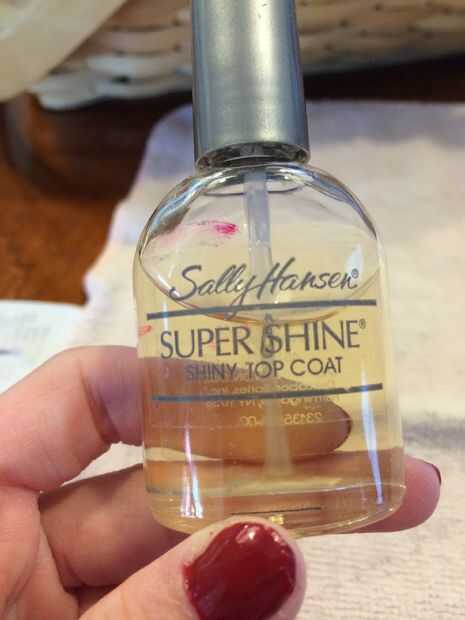 Sally Hansen®
SUPER SHINE®
SHINY TOP COAT